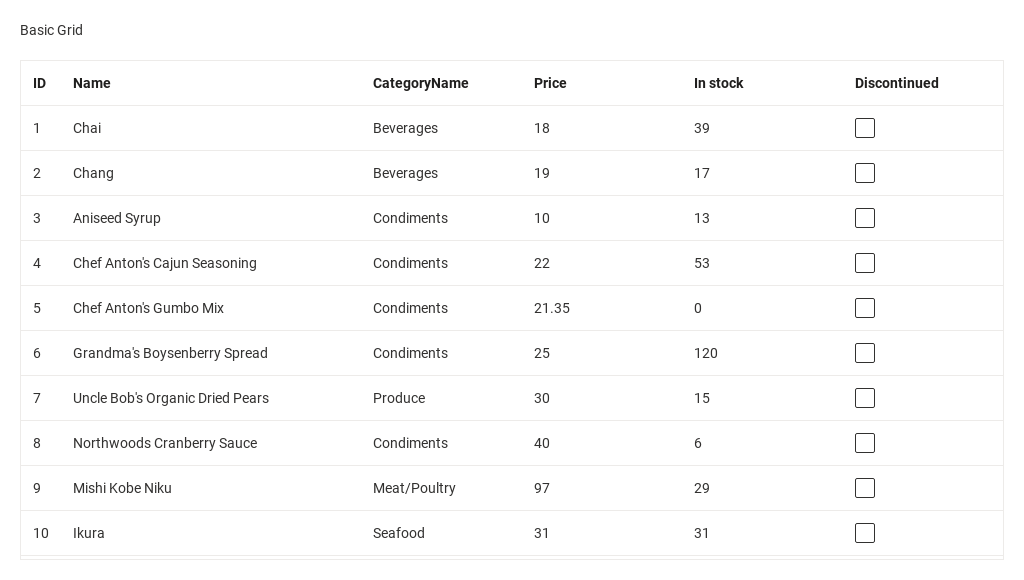 Basic Grid
ID Name CategoryName Price In stock Discontinued
1 Chai Beverages 18 39
2 Chang Beverages 19 17
3 Aniseed Syrup Condiments 10 13
4 Chef Anton's Cajun Seasoning Condiments 22 53
5 Chef Anton's Gumbo Mix Condiments 21.35 0
6 Grandma's Boysenberry Spread Condiments 25 120
7 Uncle Bob's Organic Dried Pears Produce 30 15
8 Northwoods Cranberry Sauce Condiments 40 6
9 Mishi Kobe Niku Meat/Poultry 97 29
10 Ikura Seafood 31 31